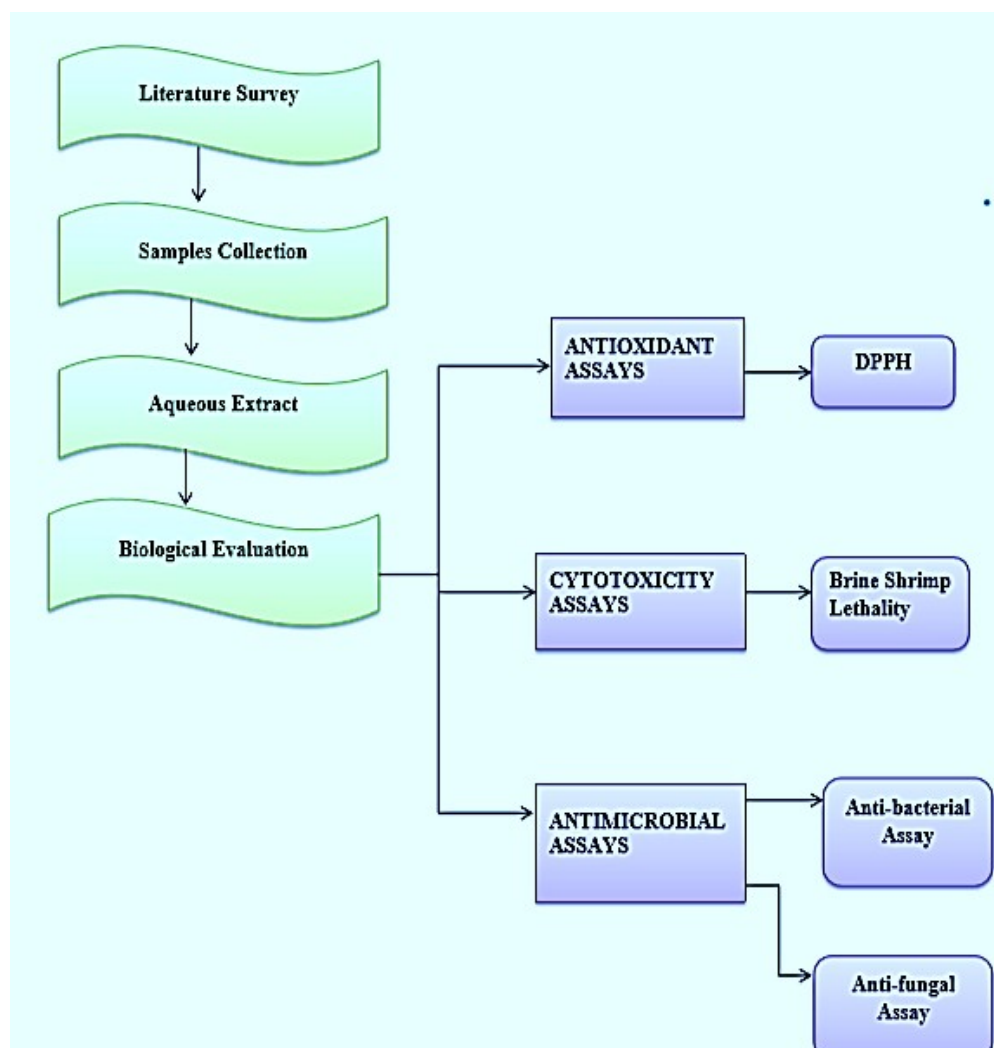 Literature Survey
Samples Collection
Aqueous Extract
Biological Evaluation
ANTIOXIDANT
ASSAYS
DPPH
CYTOTOXICITY
ASSAYS
Brine Shrimp
Lethality
ANTIMICROBIAL
ASSAYS
Anti-bacterial
Assay
Anti-fungal
Assay